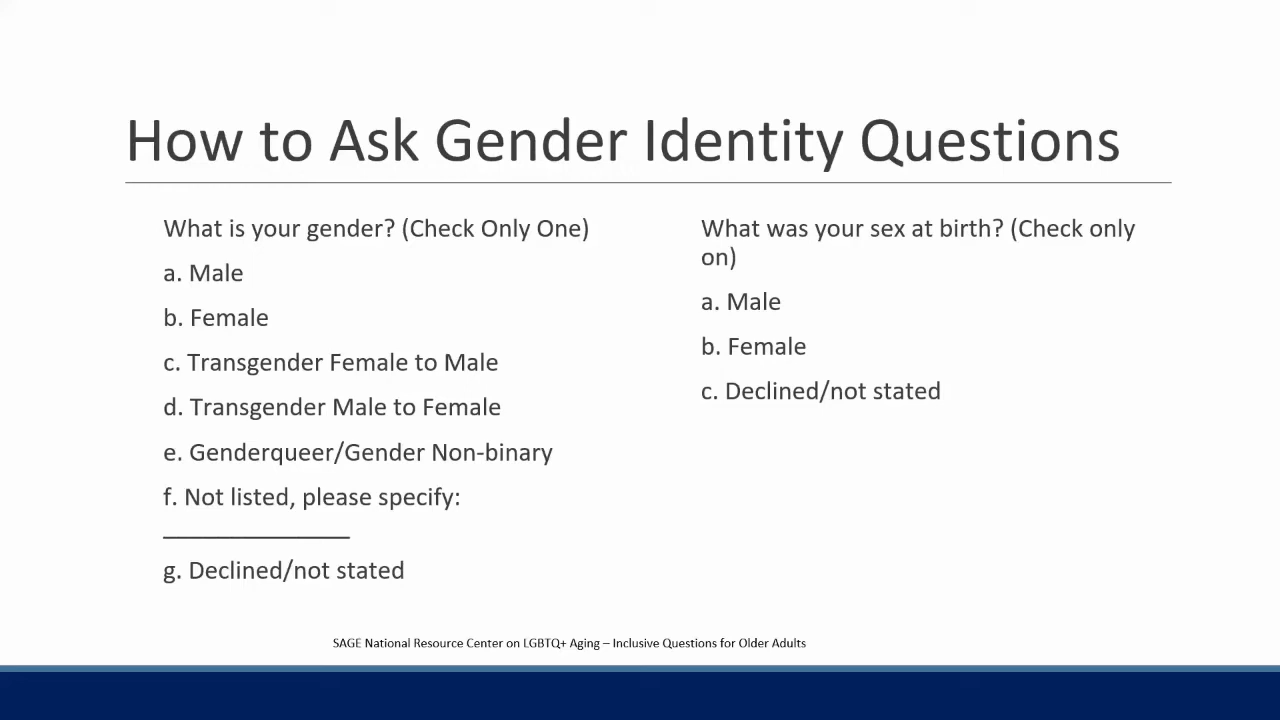 How to Ask Gender Identity Questions
What is your gender? (Check Only One)
a. Male
b. Female
c. Transgender Female to Male
d. Transgender Male to Female
e. Genderqueer/Gender Non-binary
f. Not listed, please specify:
_______________
g. Declined/not stated
What was your sex at birth? (Check only
on)
a. Male
b. Female
c. Declined/not stated
SAGE National Resource Center on LGBTQ+ Aging – Inclusive Questions for Older Adults